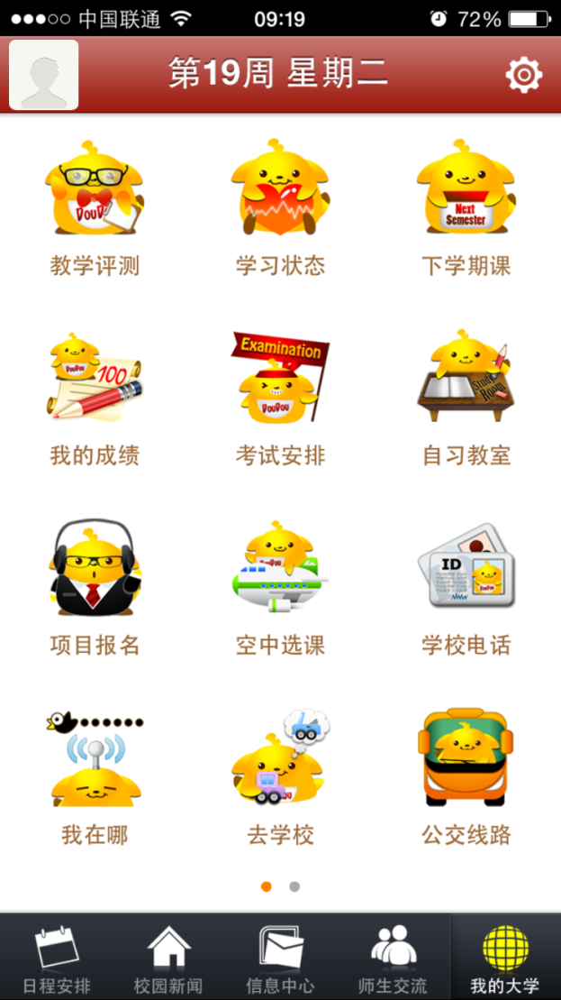 中国联通 09:19 72%
第19周 星期二
DouD
Next
Semester
教学评测 学习状态 下学期课
100
DouDou
Examination
DouDou
Study
Room
我的成绩 考试安排 自习教室
ID
DouDou
NWW
项目报名 空中选课 学校电话
我在哪 去学校 公交线路
日程安排 校园新闻 信息中心 师生交流 我的大学